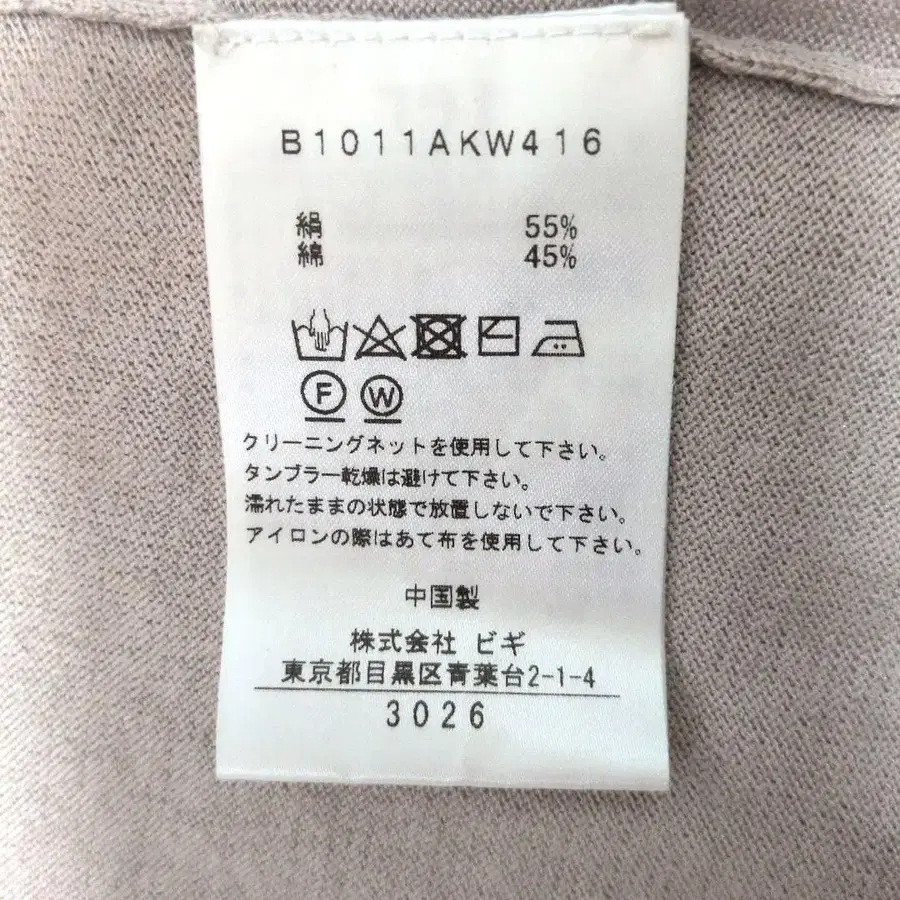 B1011AKW416
絹 55%
綿 45%
F W
クリーニングネットを使用して下さい。
タンブラー乾燥は避けて下さい。
濡れたままの状態で放置しないで下さい。
アイロンの際はあて布を使用して下さい。
中国製
株式会社 ビギ
東京都目黒区青葉台2-1-4
3026